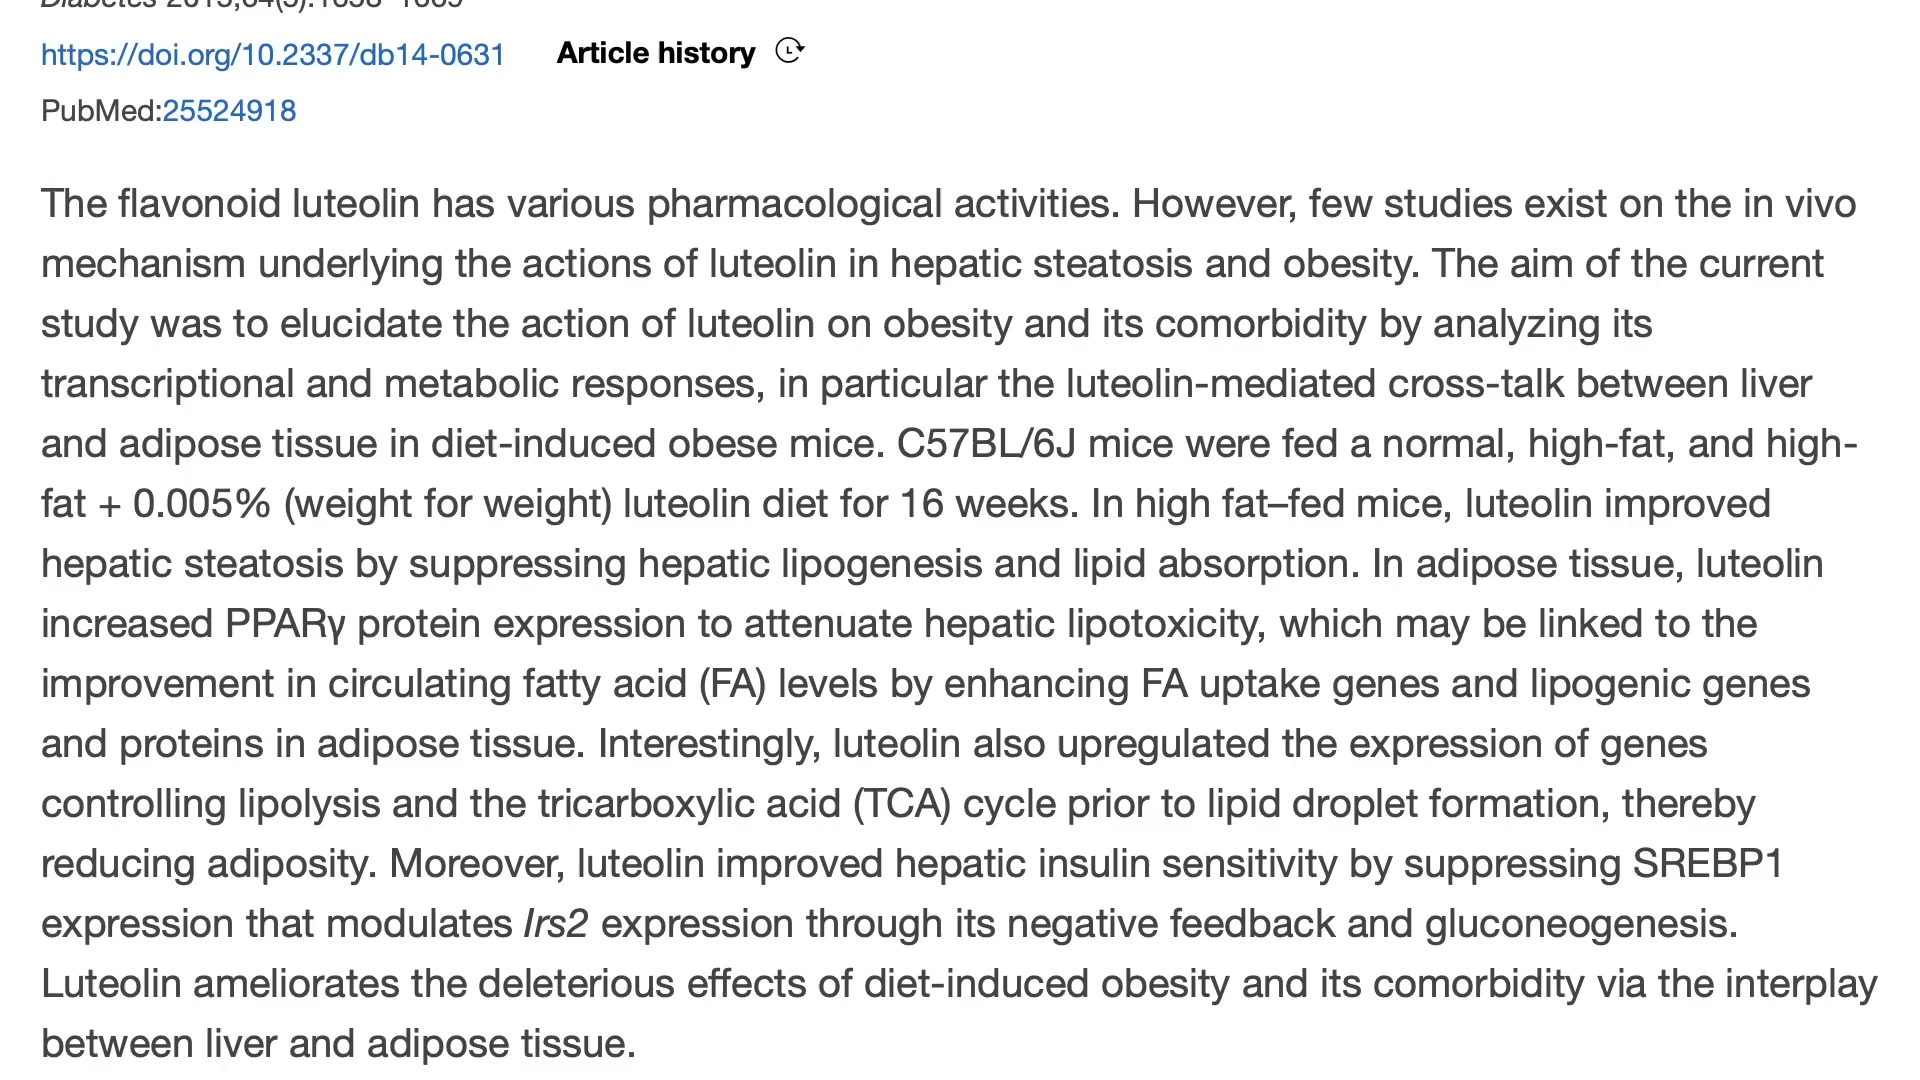 Diabetes 2015;64(5):1658–1669
https://doi.org/10.2337/db14-0631 Article history
PubMed:25524918
The flavonoid luteolin has various pharmacological activities. However, few studies exist on the in vivo
mechanism underlying the actions of luteolin in hepatic steatosis and obesity. The aim of the current
study was to elucidate the action of luteolin on obesity and its comorbidity by analyzing its
transcriptional and metabolic responses, in particular the luteolin-mediated cross-talk between liver
and adipose tissue in diet-induced obese mice. C57BL/6J mice were fed a normal, high-fat, and high-
fat + 0.005% (weight for weight) luteolin diet for 16 weeks. In high fat–fed mice, luteolin improved
hepatic steatosis by suppressing hepatic lipogenesis and lipid absorption. In adipose tissue, luteolin
increased PPARγ protein expression to attenuate hepatic lipotoxicity, which may be linked to the
improvement in circulating fatty acid (FA) levels by enhancing FA uptake genes and lipogenic genes
and proteins in adipose tissue. Interestingly, luteolin also upregulated the expression of genes
controlling lipolysis and the tricarboxylic acid (TCA) cycle prior to lipid droplet formation, thereby
reducing adiposity. Moreover, luteolin improved hepatic insulin sensitivity by suppressing SREBP1
expression that modulates Irs2 expression through its negative feedback and gluconeogenesis.
Luteolin ameliorates the deleterious effects of diet-induced obesity and its comorbidity via the interplay
between liver and adipose tissue.